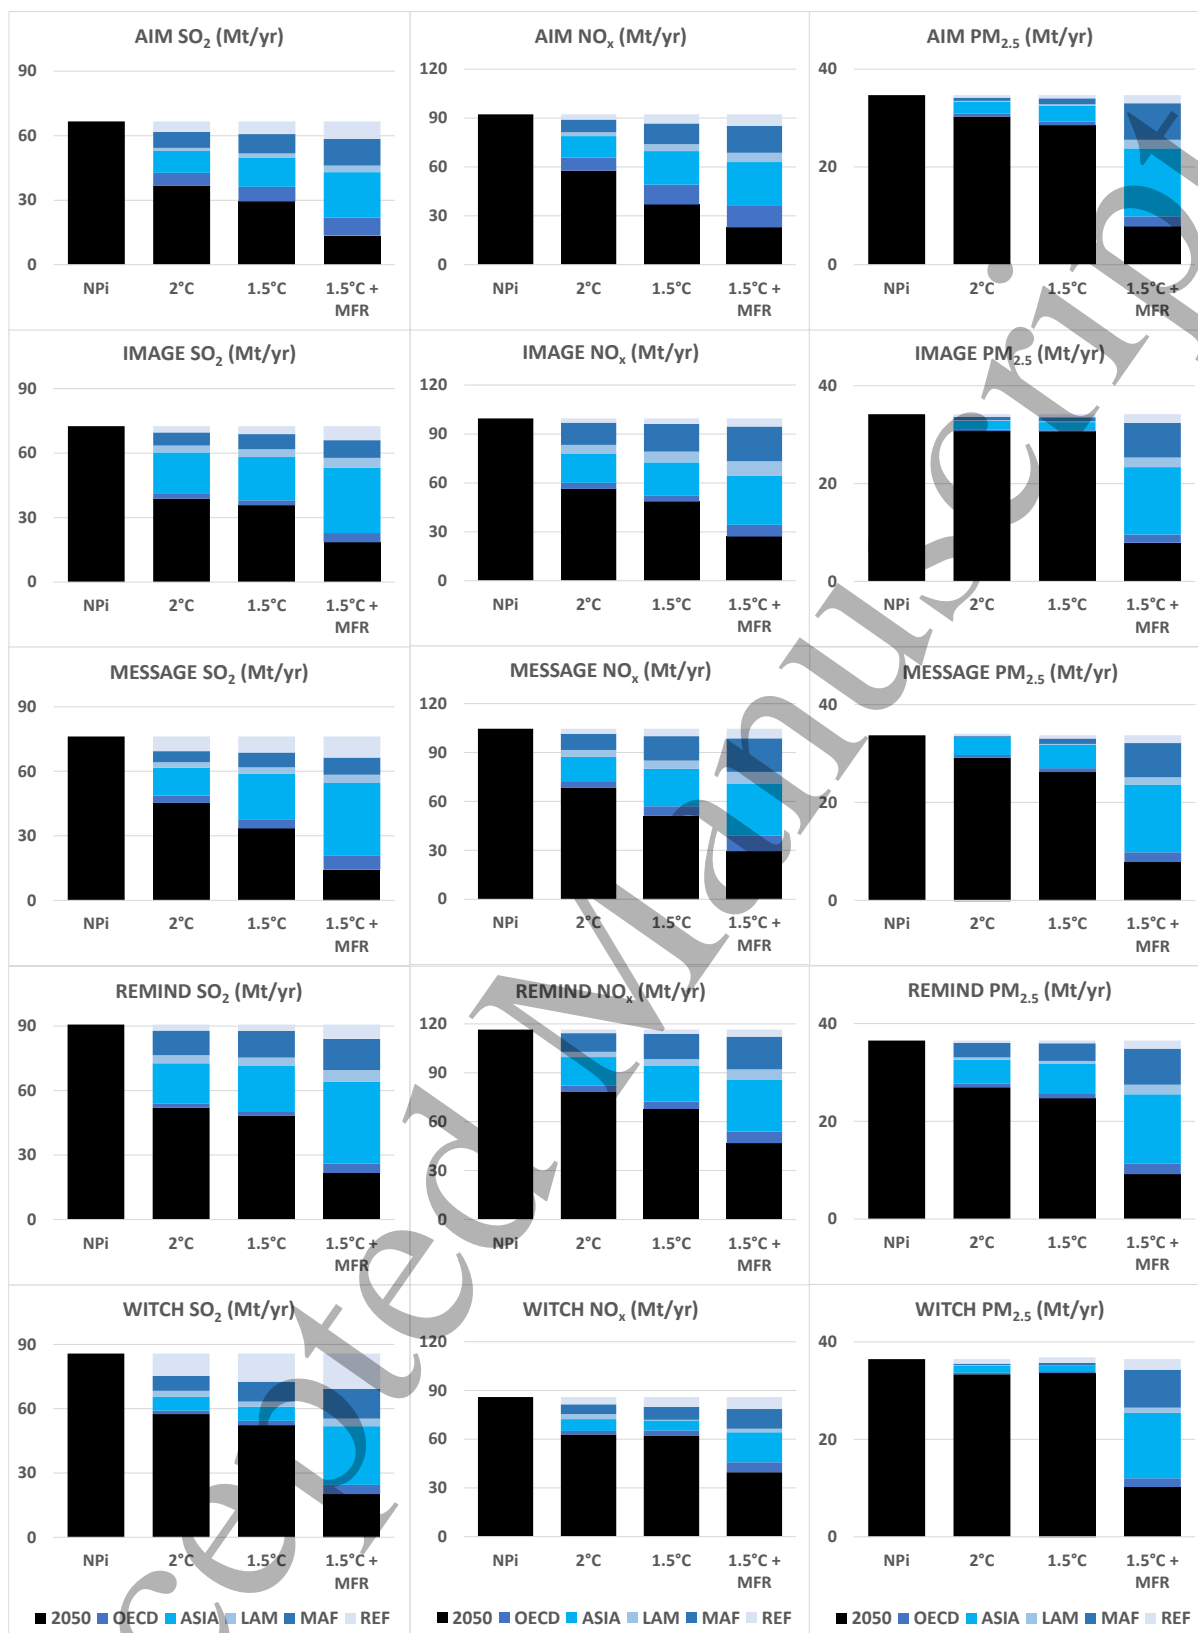 AIM SO2 (Mt/yr)
90
60
30
0
NPi 2°C 1.5°C 1.5°C +
MFR
AIM NOx (Mt/yr)
120
90
60
30
0
NPi 2°C 1.5°C 1.5°C +
MFR
AIM PM2.5 (Mt/yr)
40
20
0
NPi 2°C 1.5°C 1.5°C +
MFR
IMAGE SO2 (Mt/yr)
90
60
30
0
NPi 2°C 1.5°C 1.5°C +
MFR
IMAGE NOx (Mt/yr)
120
90
60
30
0
NPi 2°C 1.5°C 1.5°C +
MFR
IMAGE PM2.5 (Mt/yr)
40
20
0
NPi 2°C 1.5°C 1.5°C +
MFR
MESSAGE SO2 (Mt/yr)
90
60
30
0
NPi 2°C 1.5°C 1.5°C +
MFR
MESSAGE NOx (Mt/yr)
120
90
60
30
0
NPi 2°C 1.5°C 1.5°C +
MFR
MESSAGE PM2.5 (Mt/yr)
40
20
0
NPi 2°C 1.5°C 1.5°C +
MFR
REMIND SO2 (Mt/yr)
90
60
30
0
NPi 2°C 1.5°C 1.5°C +
MFR
REMIND NOx (Mt/yr)
120
90
60
30
0
NPi 2°C 1.5°C 1.5°C +
MFR
REMIND PM2.5 (Mt/yr)
40
20
0
NPi 2°C 1.5°C 1.5°C +
MFR
WITCH SO2 (Mt/yr)
90
60
30
0
NPi 2°C 1.5°C 1.5°C +
MFR
2050 OECD ASIA LAM MAF REF
WITCH NOx (Mt/yr)
120
90
60
30
0
NPi 2°C 1.5°C 1.5°C +
MFR
2050 OECD ASIA LAM MAF REF
WITCH PM2.5 (Mt/yr)
40
20
0
NPi 2°C 1.5°C 1.5°C +
MFR
2050 OECD ASIA LAM MAF REF
cepted Manuscript